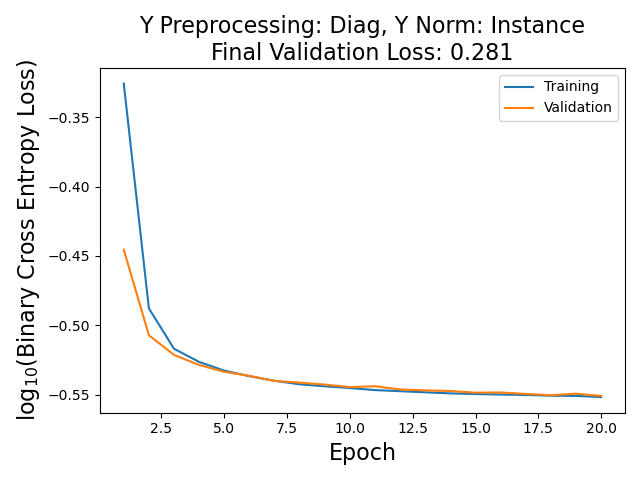 Y Preprocessing: Diag, Y Norm: Instance
Final Validation Loss: 0.281
log₁₀(Binary Cross Entropy Loss)
−0.35
−0.40
−0.45
−0.50
−0.55
Training
Validation
2.5 5.0 7.5 10.0 12.5 15.0 17.5 20.0
Epoch